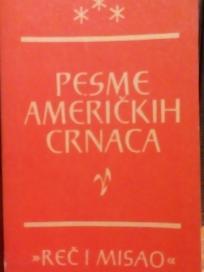 PESME
AMERIČKIH
CRNACA
»REČ I MISAO«